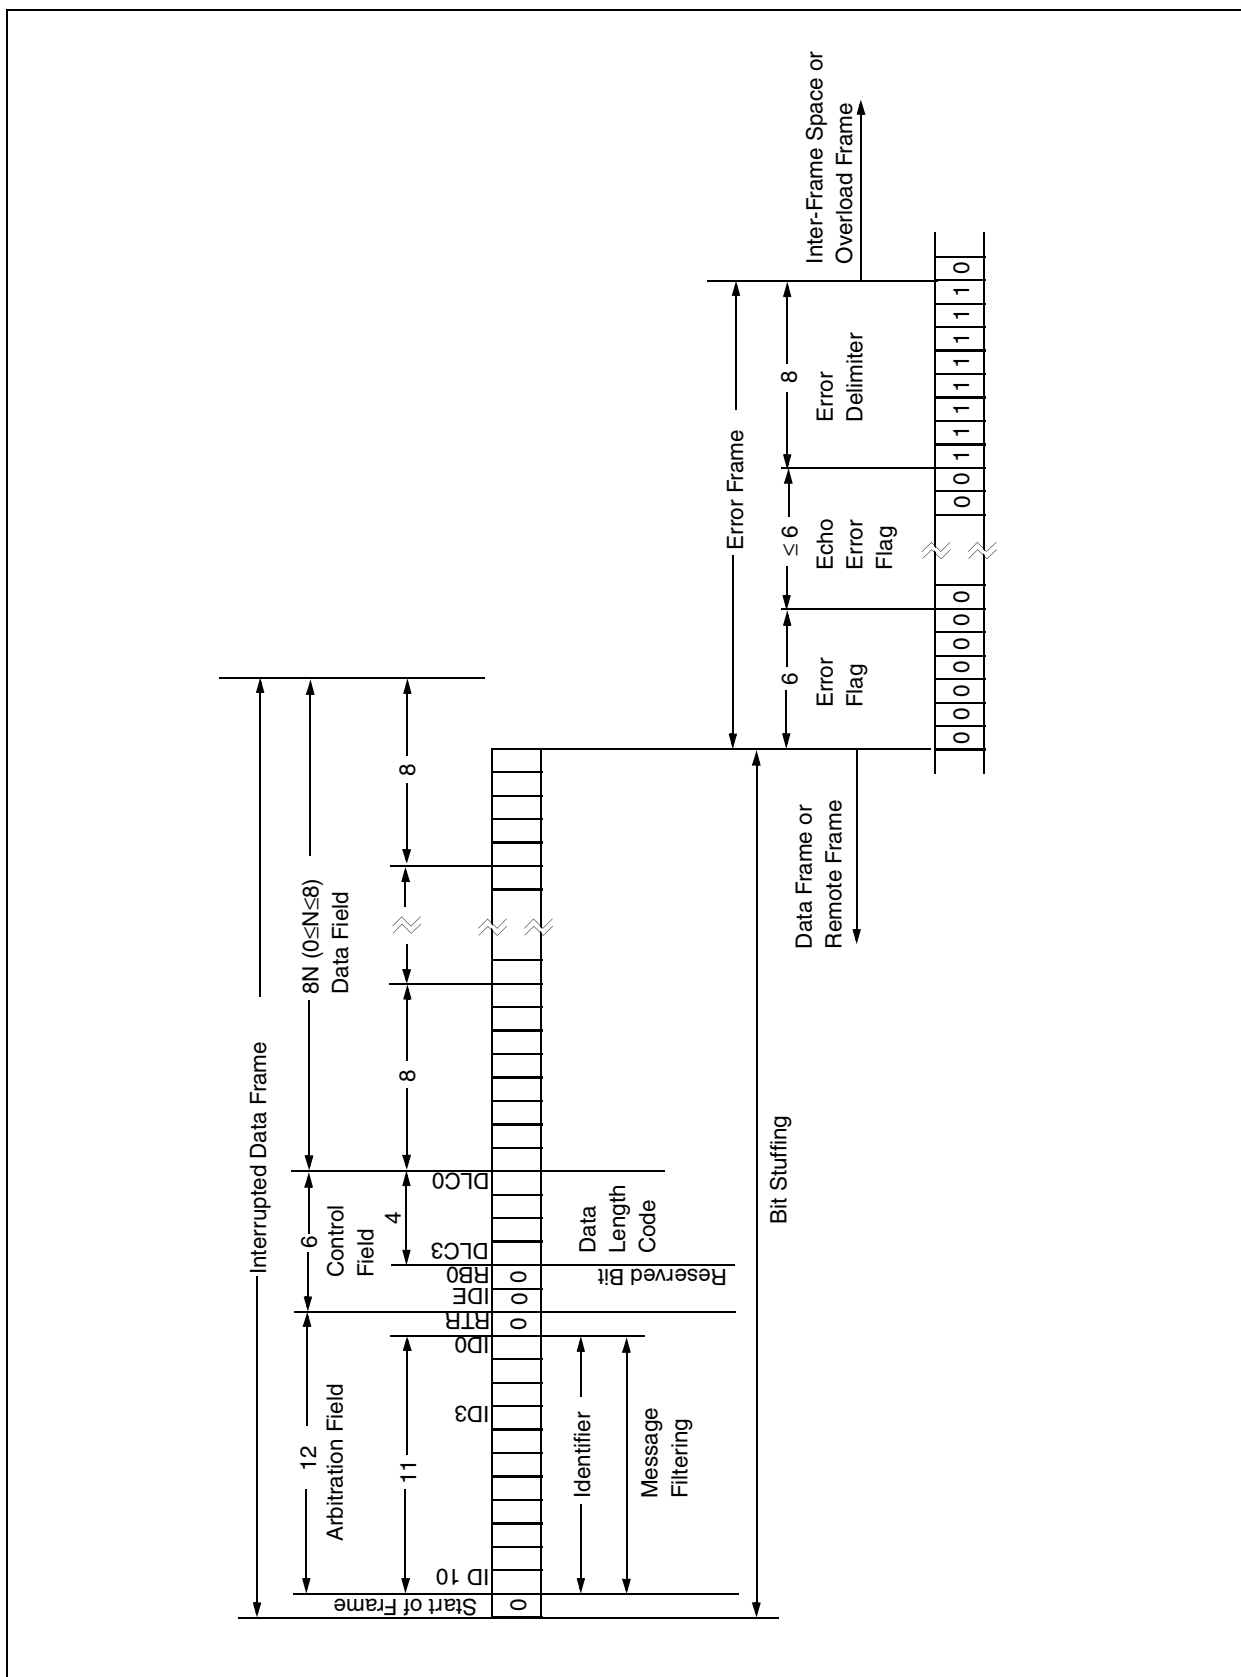 Interrupted Data Frame
12
Arbitration Field
6
Control
Field
8N (0≤N≤8)
Data Field
11
4
8
8
Start of Frame
ID 10
ID3
ID0
RTR
IDE
RB0
DLC3
DLC0
0
0
0
0
Identifier
Message
Filtering
Reserved Bit
Data
Length
Code
Bit Stuffing
Data Frame or
Remote Frame
Error Frame
6
Error
Flag
≤ 6
Echo
Error
Flag
8
Error
Delimiter
Inter-Frame Space or
Overload Frame
0 0 0 0 0 0 0 0 0 1 1 1 1 1 1 1 1 0